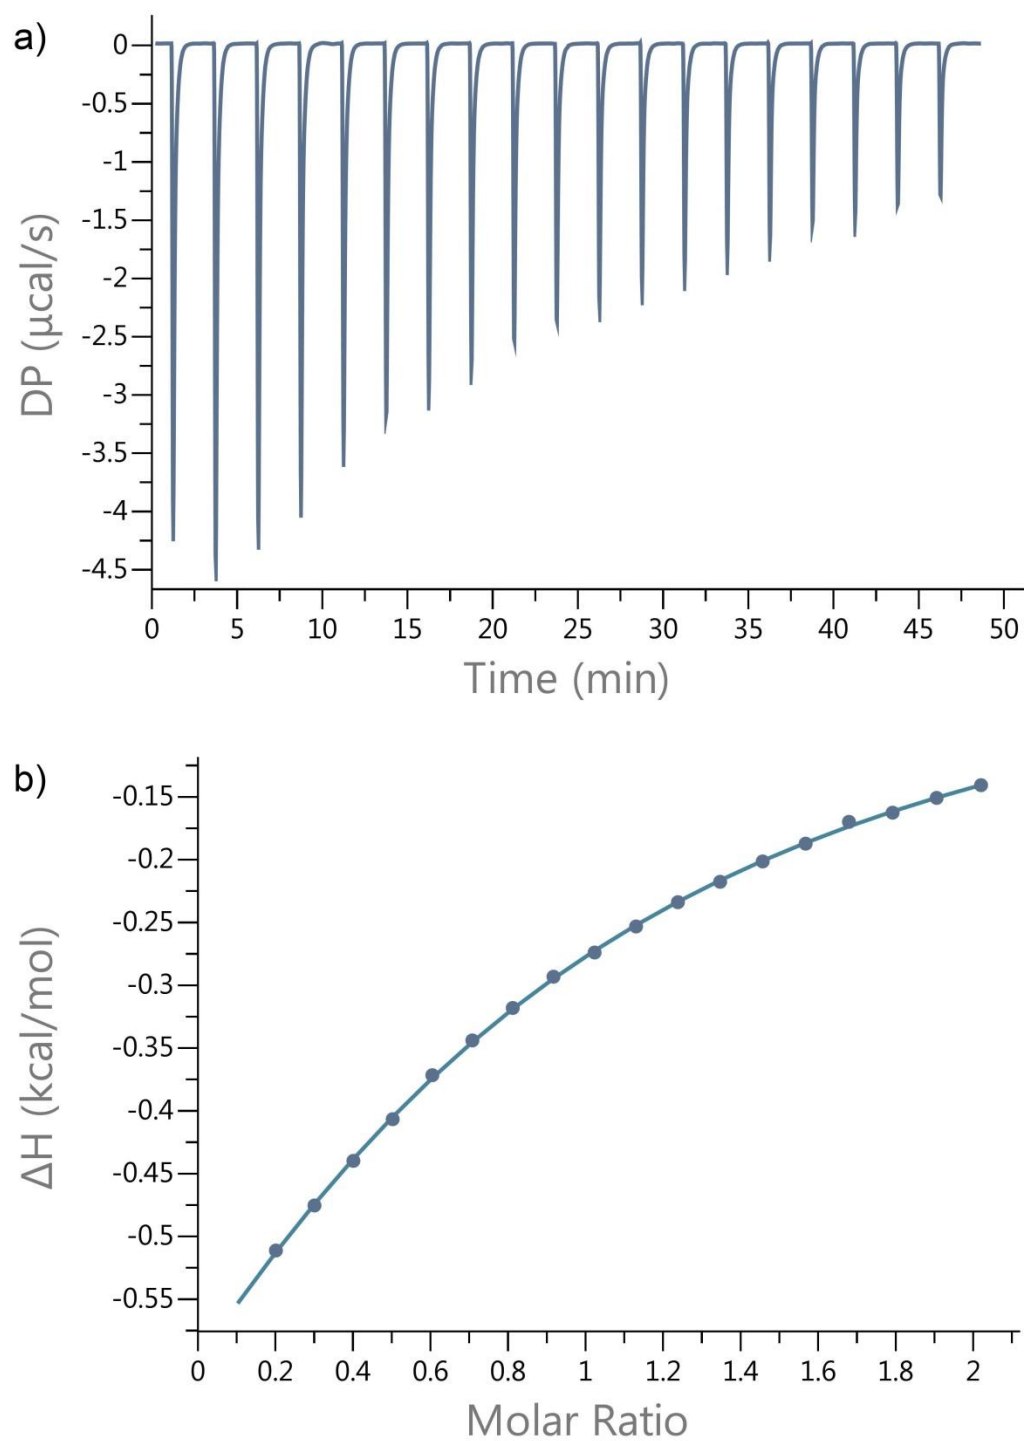 a)
DP (µcal/s)
0
-0.5
-1
-1.5
-2
-2.5
-3
-3.5
-4
-4.5
0 5 10 15 20 25 30 35 40 45 50
Time (min)
b)
ΔH (kcal/mol)
-0.15
-0.2
-0.25
-0.3
-0.35
-0.4
-0.45
-0.5
-0.55
0 0.2 0.4 0.6 0.8 1 1.2 1.4 1.6 1.8 2
Molar Ratio